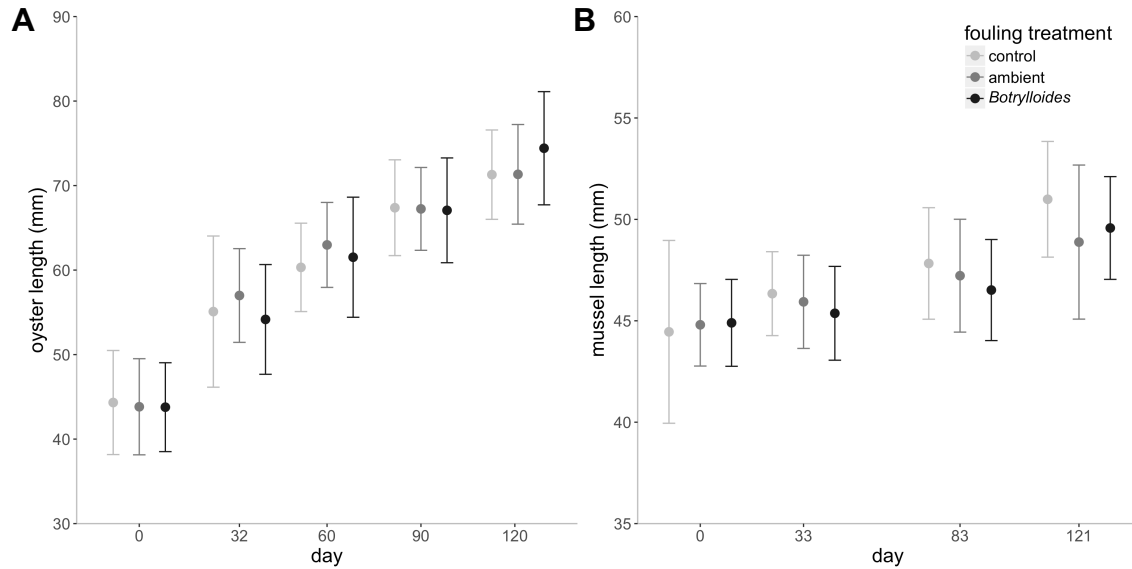 A
90
80
70
60
50
40
30
oyster length (mm)
0 32 60 90 120
day
B
60
55
50
45
40
35
mussel length (mm)
0 33 83 121
day
fouling treatment
control
ambient
Botrylloides